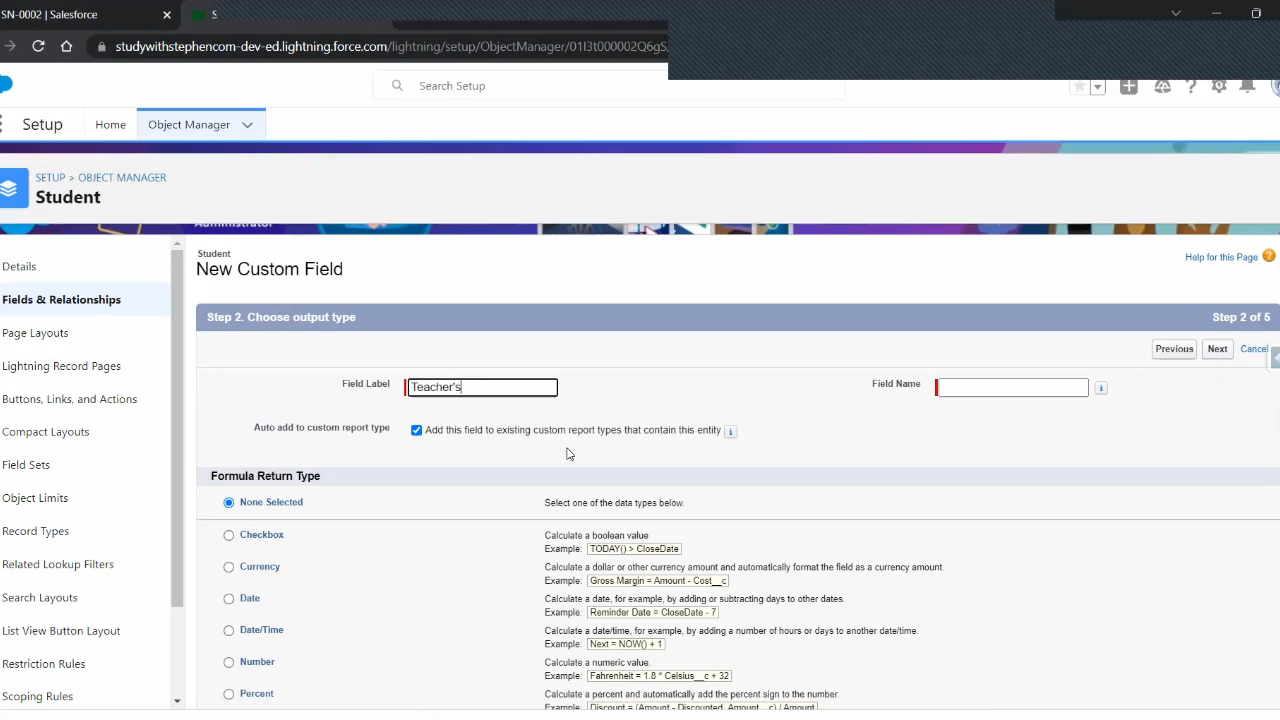 SN-0002 | Salesforce
S
studywithstephencom-dev-ed.lightning.force.com/lightning/setup/ObjectManager/01I3t000002Q6gS
Search Setup
Setup
Home
Object Manager
SETUP > OBJECT MANAGER
Student
Administrator
Details
Fields & Relationships
Page Layouts
Lightning Record Pages
Buttons, Links, and Actions
Compact Layouts
Field Sets
Object Limits
Record Types
Related Lookup Filters
Search Layouts
List View Button Layout
Restriction Rules
Scoping Rules
Student
New Custom Field
Help for this Page
Step 2. Choose output type
Step 2 of 5
Previous
Next
Cancel
Field Label
Teacher's
Field Name
Auto add to custom report type
Add this field to existing custom report types that contain this entity
Formula Return Type
None Selected
Select one of the data types below.
Checkbox
Calculate a boolean value
Example: TODAY() > CloseDate
Currency
Calculate a dollar or other currency amount and automatically format the field as a currency amount.
Example: Gross Margin = Amount - Cost__c
Date
Calculate a date, for example, by adding or subtracting days to other dates.
Example: Reminder Date = CloseDate - 7
Date/Time
Calculate a date/time, for example, by adding a number of hours or days to another date/time.
Example: Next = NOW() + 1
Number
Calculate a numeric value.
Example: Fahrenheit = 1.8 * Celsius__c + 32
Percent
Calculate a percent and automatically add the percent sign to the number.
Example: Discount = (Amount - Discounted_Amount__c) / Amount